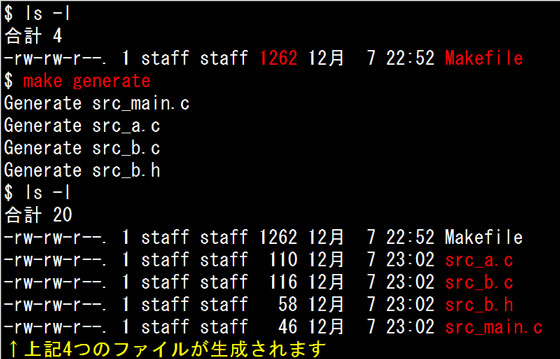 $ ls -l
合計 4
-rw-rw-r--. 1 staff staff 1262 12月  7 22:52 Makefile
$ make generate
Generate src_main.c
Generate src_a.c
Generate src_b.c
Generate src_b.h
$ ls -l
合計 20
-rw-rw-r--. 1 staff staff 1262 12月  7 22:52 Makefile
-rw-rw-r--. 1 staff staff  110 12月  7 23:02 src_a.c
-rw-rw-r--. 1 staff staff  116 12月  7 23:02 src_b.c
-rw-rw-r--. 1 staff staff   58 12月  7 23:02 src_b.h
-rw-rw-r--. 1 staff staff   46 12月  7 23:02 src_main.c
↑上記4つのファイルが生成されます